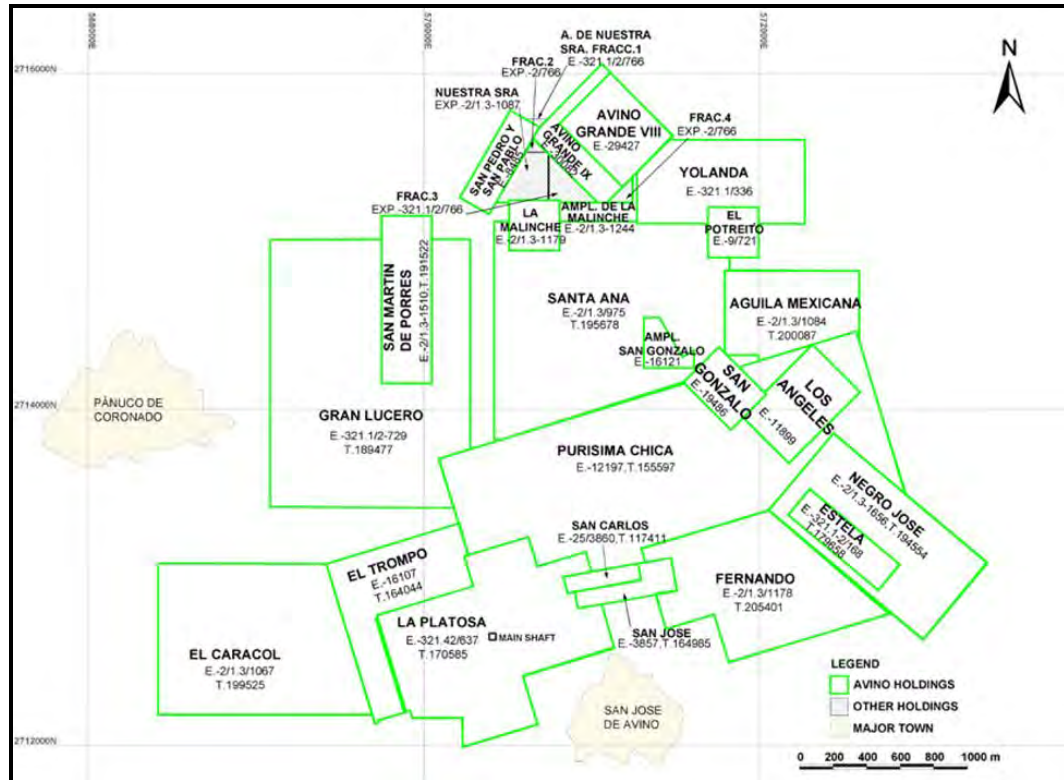 568000E
570000E
572000E
2716000N
2714000N
2712000N
N
A. DE NUESTRA
SRA. FRACC.1
E.-321.1/2/766
FRAC.2
EXP.-2/766
NUESTRA SRA
EXP.-2/1.3-1087
SAN PEDRO Y
SAN PABLO
E.-8485
AVINO
GRANDE IX
E.-30082
AVINO
GRANDE VIII
E.-29427
FRAC.4
EXP.-2/766
YOLANDA
E.-321.1/336
FRAC.3
EXP.-321.1/2/766
LA
MALINCHE
E.-2/1.3-1179
AMPL. DE LA
MALINCHE
E.-2/1.3-1244
EL
POTREITO
E.-9/721
SAN MARTIN
DE PORRES
E.-2/1.3-1510,T.191522
SANTA ANA
E.-2/1.3/975
T.195678
AGUILA MEXICANA
E.-2/1.3/1084
T.200087
AMPL.
SAN GONZALO
E.-16121
SAN
GONZALO
E.-19486
LOS
ANGELES
E.-11899
PÁNUCO DE
CORONADO
GRAN LUCERO
E.-321.1/2-729
T.189477
PURISIMA CHICA
E.-12197,T.155597
NEGRO JOSE
E.-2/1.3-1656,T.194554
ESTELA
E.-321.1-2/168
T.179658
SAN CARLOS
E.-25/3860,T.117411
EL TROMPO
E.-16107
T.164044
FERNANDO
E.-2/1.3/1178
T.205401
LA PLATOSA
E.-321.42/637
T.170585
MAIN SHAFT
SAN JOSE
E.-3857,T.164985
EL CARACOL
E.-2/1.3/1067
T.199525
SAN JOSE
DE AVINO
LEGEND
AVINO HOLDINGS
OTHER HOLDINGS
MAJOR TOWN
0 200 400 600 800 1000 m